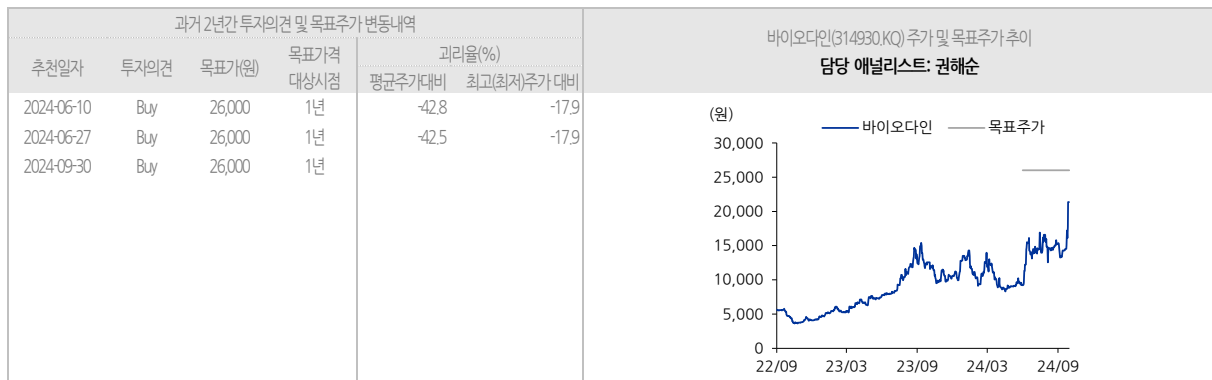 과거 2년간 투자의견 및 목표주가 변동내역
추천일자 투자의견 목표가(원) 목표가격 대상시점 괴리율(%)
평균주가대비 최고(최저)주가 대비
2024-06-10 Buy 26,000 1년 -42.8 -17.9
2024-06-27 Buy 26,000 1년 -42.5 -17.9
2024-09-30 Buy 26,000 1년
바이오다인(314930.KQ) 주가 및 목표주가 추이
담당 애널리스트: 권해순
(원)
바이오다인 목표주가
30,000
25,000
20,000
15,000
10,000
5,000
0
22/09 23/03 23/09 24/03 24/09